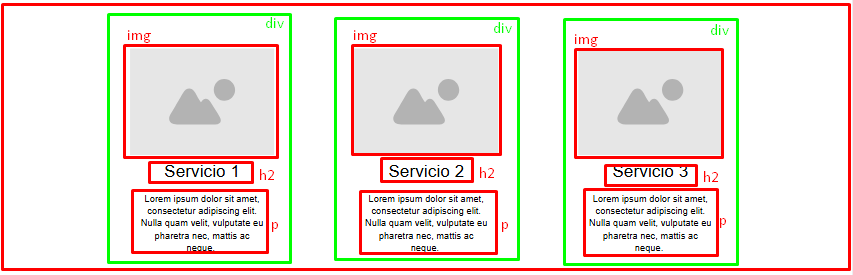 div
img
Servicio 1
h2
Lorem ipsum dolor sit amet,
consectetur adipiscing elit.
Nulla quam velit, vulputate eu
pharetra nec, mattis ac
neque.
p
div
img
Servicio 2
h2
Lorem ipsum dolor sit amet,
consectetur adipiscing elit.
Nulla quam velit, vulputate eu
pharetra nec, mattis ac
neque.
p
div
img
Servicio 3
h2
Lorem ipsum dolor sit amet,
consectetur adipiscing elit.
Nulla quam velit, vulputate eu
pharetra nec, mattis ac
neque.
p